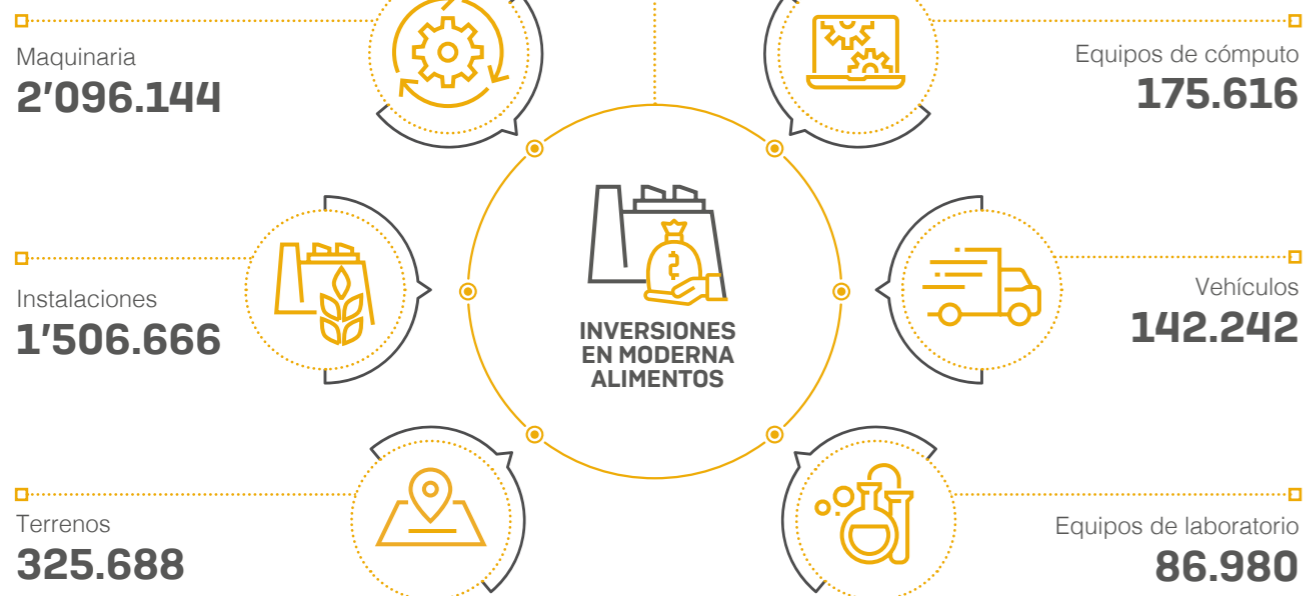 Maquinaria
2’096.144
Equipos de cómputo
175.616
Instalaciones
1’506.666
INVERSIONES
EN MODERNA
ALIMENTOS
Vehículos
142.242
Terrenos
325.688
Equipos de laboratorio
86.980